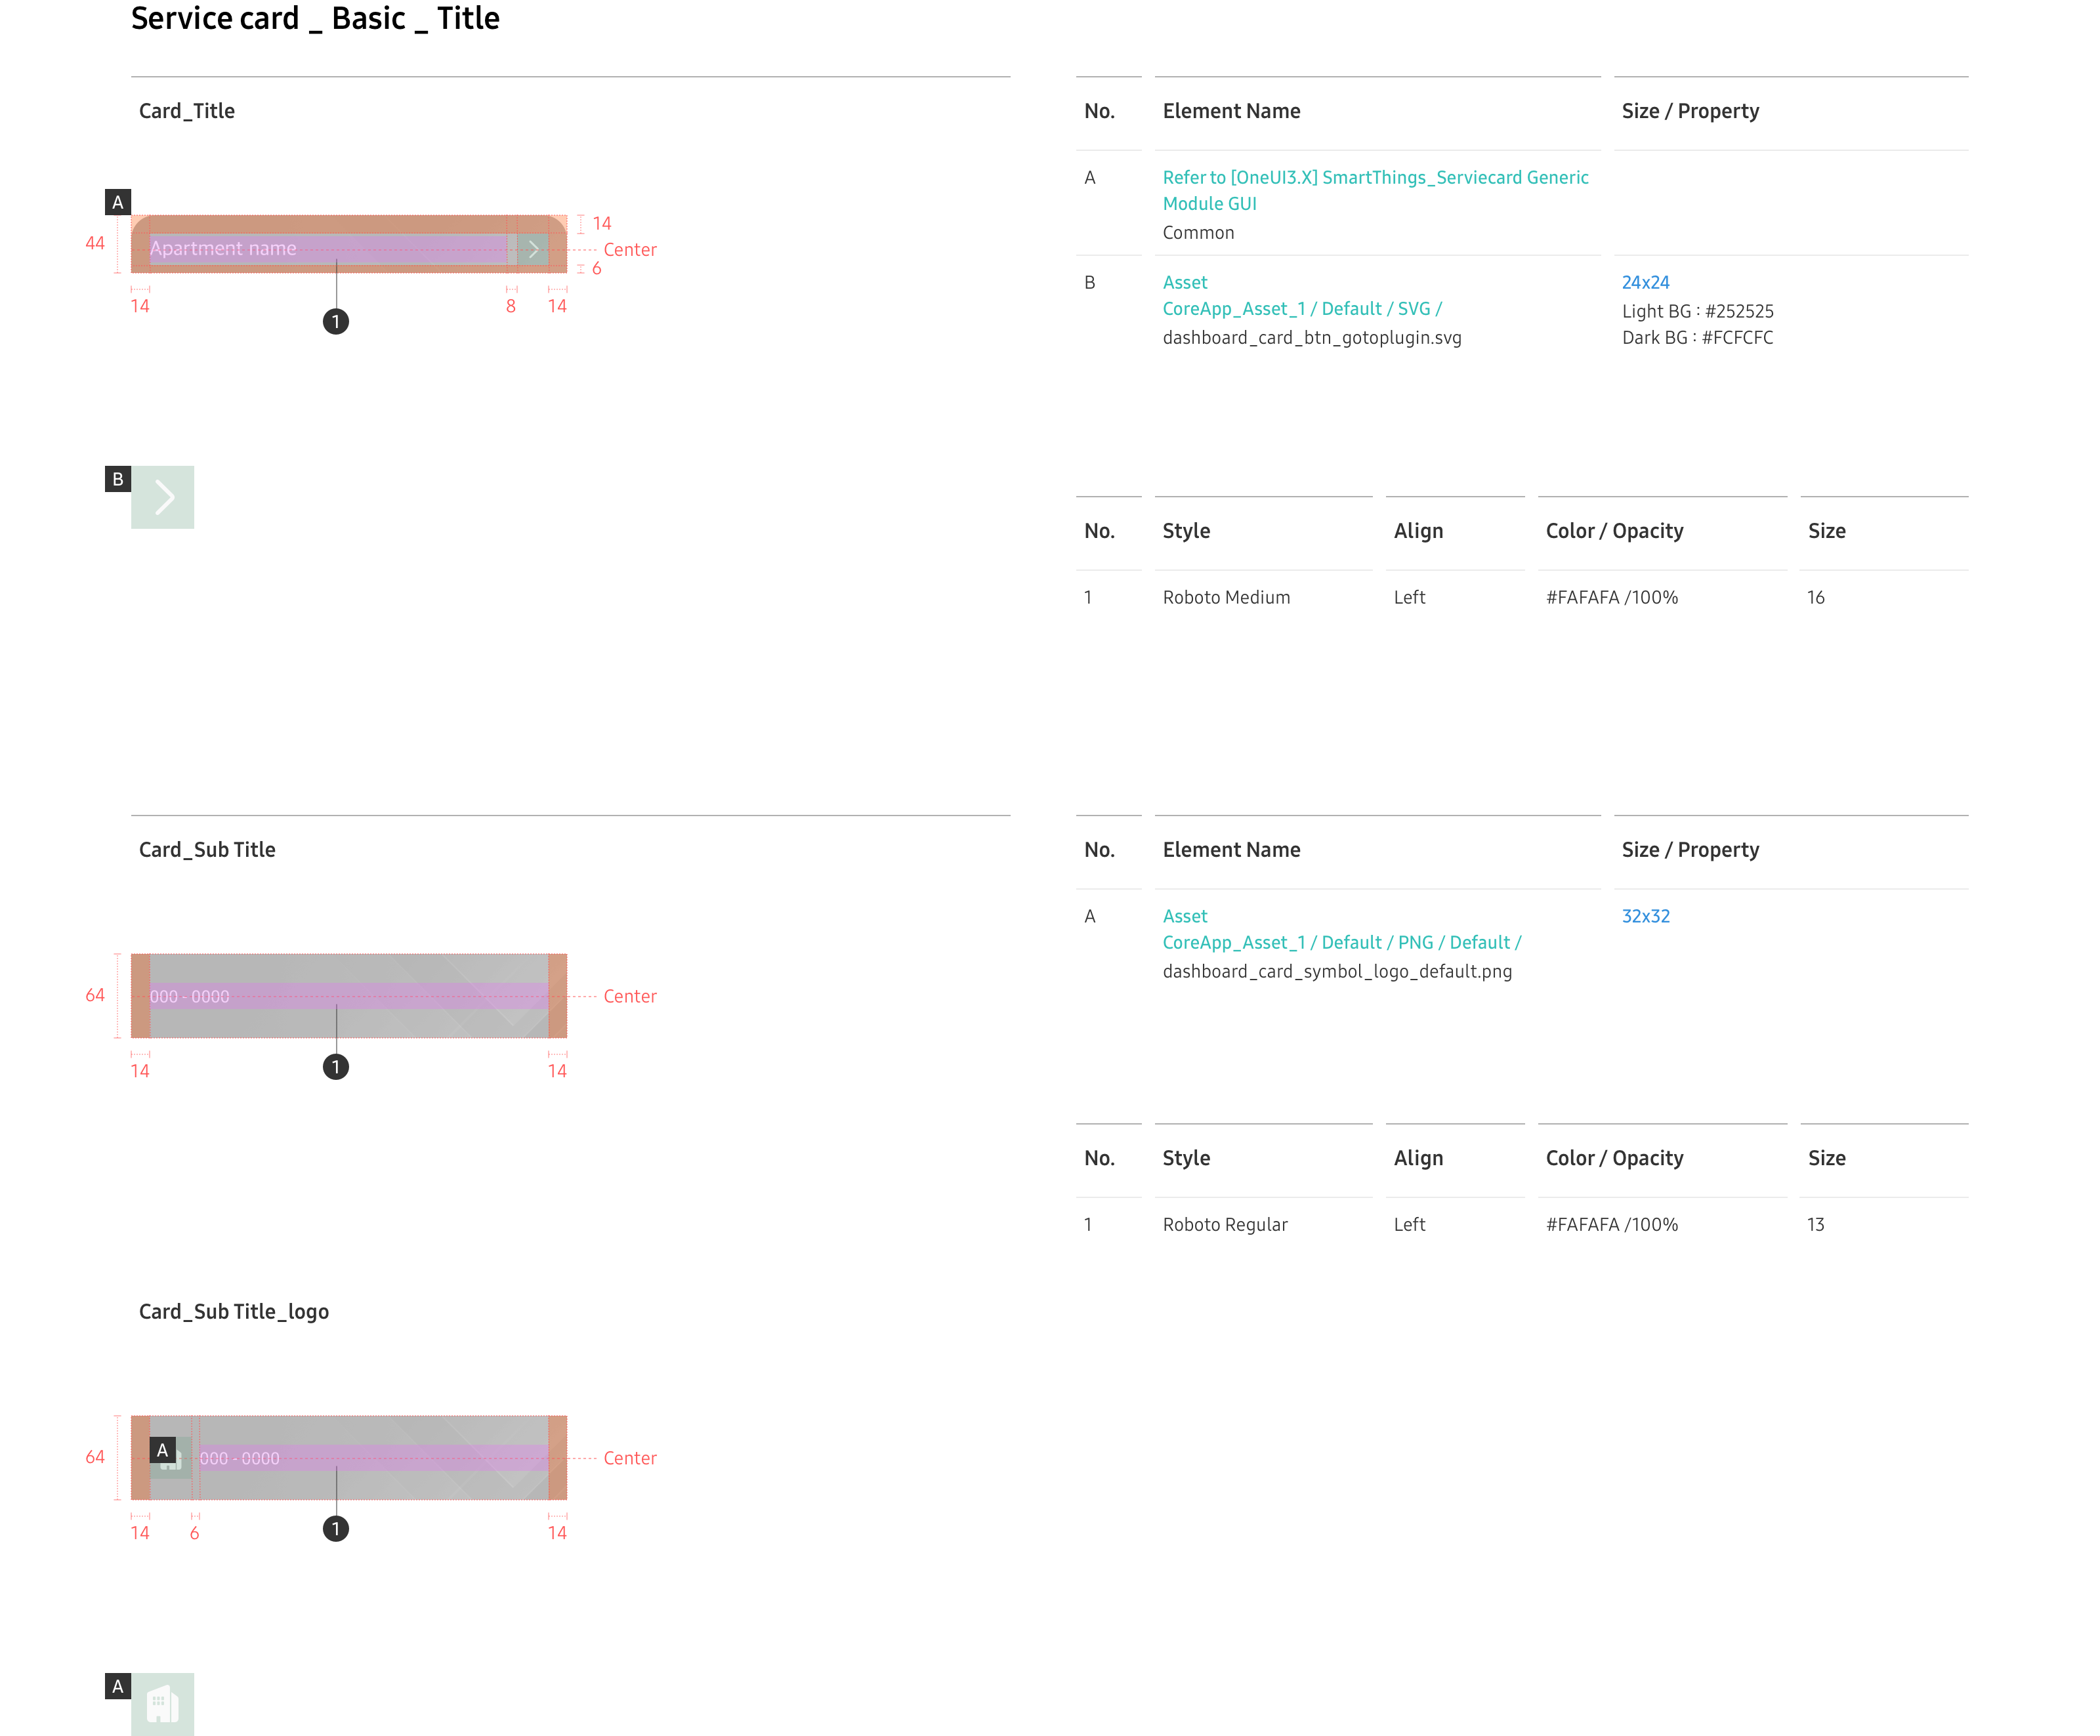 Service card _ Basic _ Title
Card_Title
No.
Element Name
Size / Property
A
Refer to [OneUI3.X] SmartThings_Serviecard Generic
Module GUI
Common
B
Asset
CoreApp_Asset_1 / Default / SVG /
dashboard_card_btn_gotoplugin.svg
24x24
Light BG : #252525
Dark BG : #FCFCFC
A
44
Apartment name
14
Center
6
14
8
14
1
B
No.
Style
Align
Color / Opacity
Size
1
Roboto Medium
Left
#FAFAFA /100%
16
Card_Sub Title
No.
Element Name
Size / Property
A
Asset
CoreApp_Asset_1 / Default / PNG / Default /
dashboard_card_symbol_logo_default.png
32x32
64
000 - 0000
Center
14
1
14
No.
Style
Align
Color / Opacity
Size
1
Roboto Regular
Left
#FAFAFA /100%
13
Card_Sub Title_logo
64
A
000 - 0000
Center
14
6
1
14
A